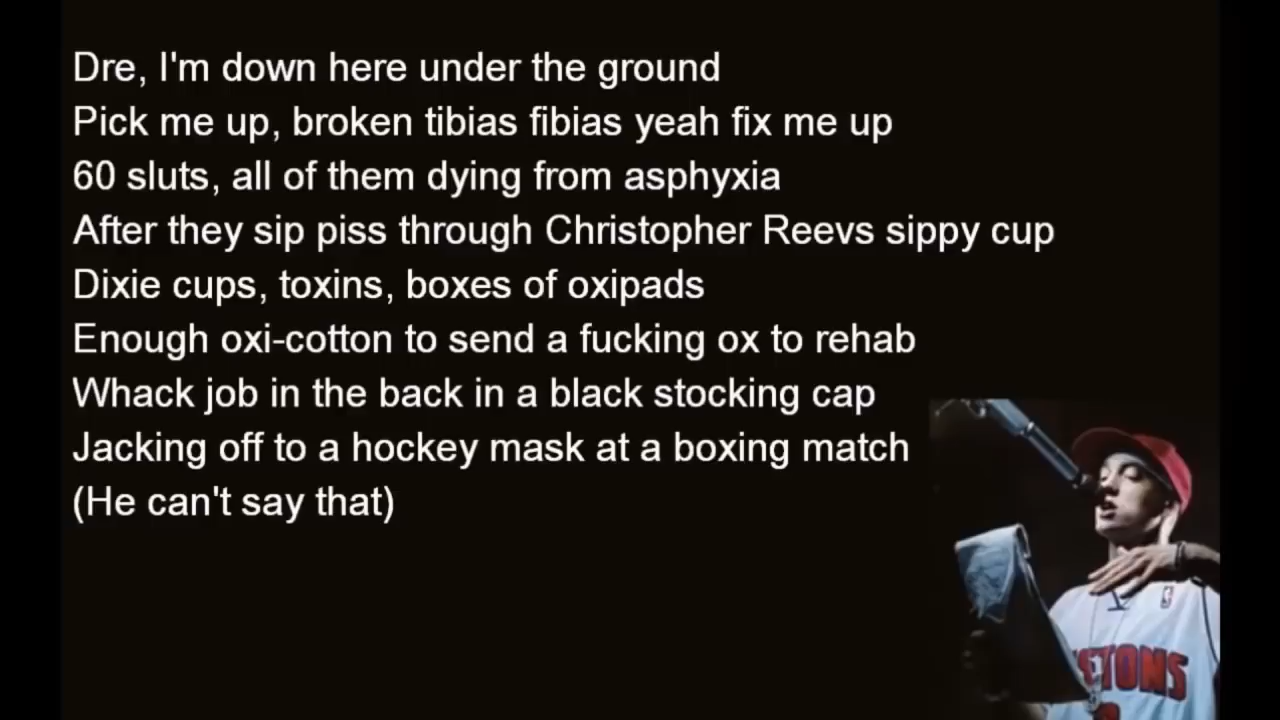 Dre, I'm down here under the ground
Pick me up, broken tibias fibias yeah fix me up
60 sluts, all of them dying from asphyxia
After they sip piss through Christopher Reevs sippy cup
Dixie cups, toxins, boxes of oxipads
Enough oxi-cotton to send a fucking ox to rehab
Whack job in the back in a black stocking cap
Jacking off to a hockey mask at a boxing match
(He can't say that)
STONS